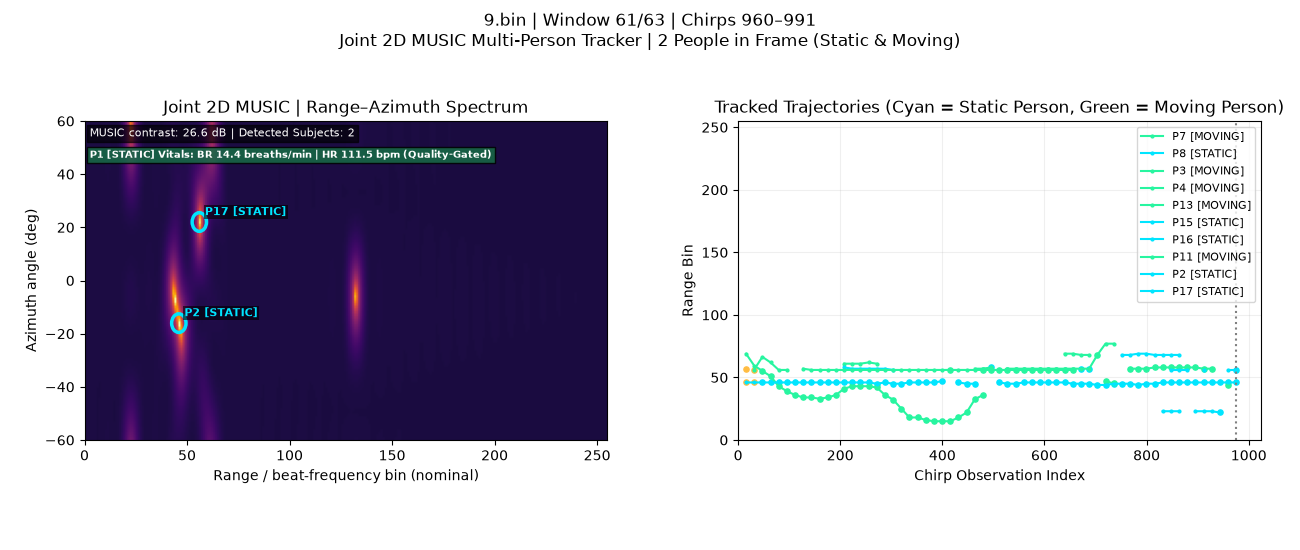 9.bin | Window 61/63 | Chirps 960–991
Joint 2D MUSIC Multi-Person Tracker | 2 People in Frame (Static & Moving)
Joint 2D MUSIC | Range–Azimuth Spectrum
MUSIC contrast: 26.6 dB | Detected Subjects: 2
P1 [STATIC] Vitals: BR 14.4 breaths/min | HR 111.5 bpm (Quality-Gated)
P17 [STATIC]
P2 [STATIC]
60
40
20
0
−20
−40
−60
Azimuth angle (deg)
0
50
100
150
200
250
Range / beat-frequency bin (nominal)
Tracked Trajectories (Cyan = Static Person, Green = Moving Person)
P7 [MOVING]
P8 [STATIC]
P3 [MOVING]
P4 [MOVING]
P13 [MOVING]
P15 [STATIC]
P16 [STATIC]
P11 [MOVING]
P2 [STATIC]
P17 [STATIC]
250
200
150
100
50
0
Range Bin
0
200
400
600
800
1000
Chirp Observation Index